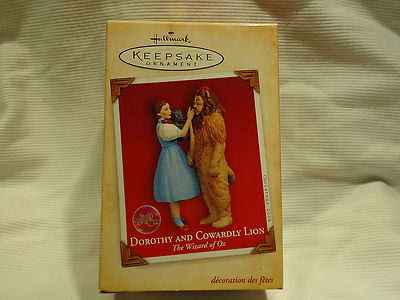 Hallmark
KEEPSAKE
ORNAMENT
DOROTHY AND COWARDLY LION
The Wizard of Oz
décoration des fêtes